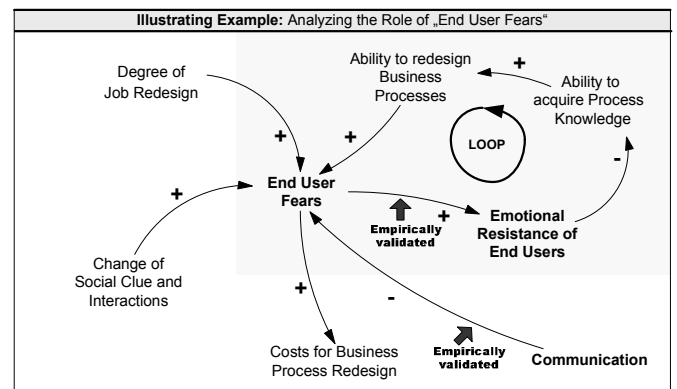 Illustrating Example: Analyzing the Role of „End User Fears“
Degree of
Job Redesign
Ability to redesign
Business
Processes
+
Ability to
acquire Process
Knowledge
LOOP
+
+
-
+
End User
Fears
Empirically
validated
+
Emotional
Resistance of
End Users
Change of
Social Clue and
Interactions
+
-
Costs for Business
Process Redesign
Empirically
validated
Communication